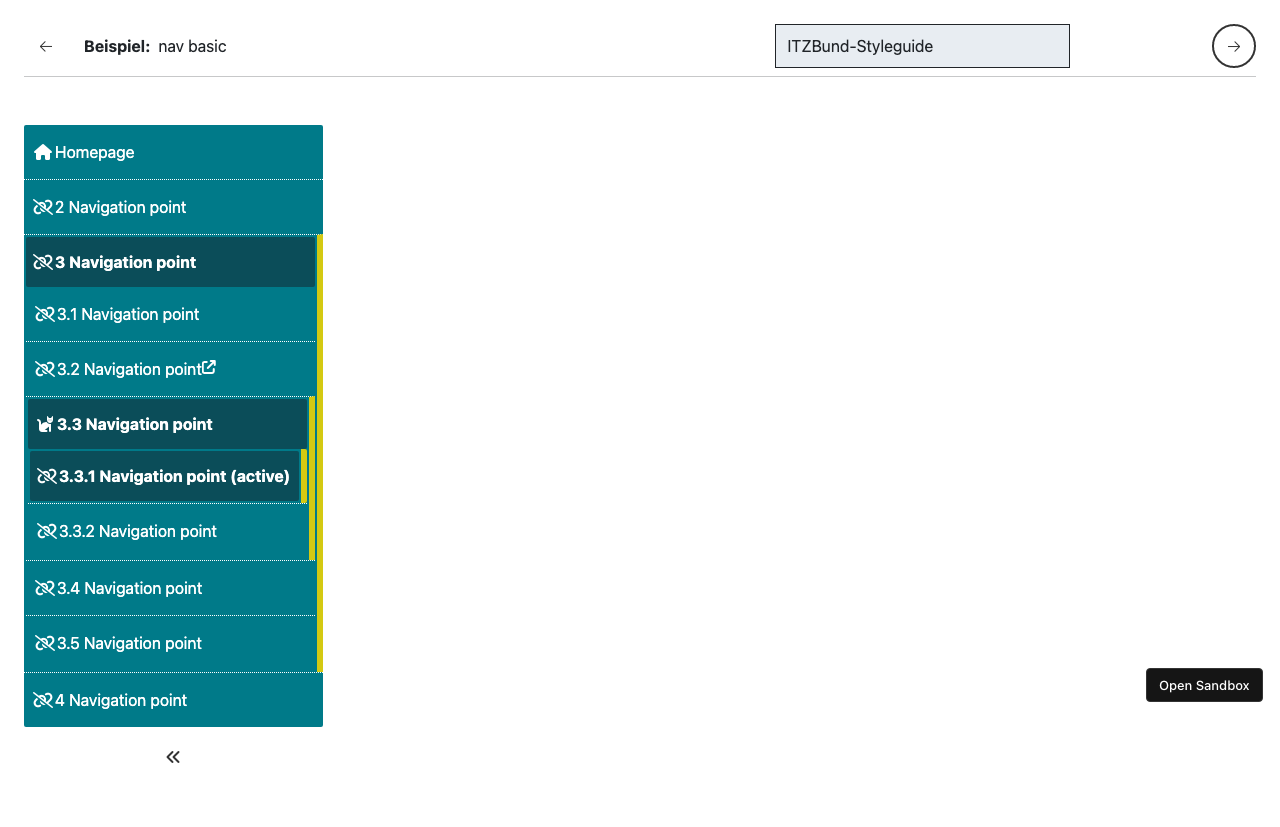 Beispiel: nav basic
ITZBund-Styleguide
Homepage
2 Navigation point
3 Navigation point
3.1 Navigation point
3.2 Navigation point
3.3 Navigation point
3.3.1 Navigation point (active)
3.3.2 Navigation point
3.4 Navigation point
3.5 Navigation point
4 Navigation point
Open Sandbox